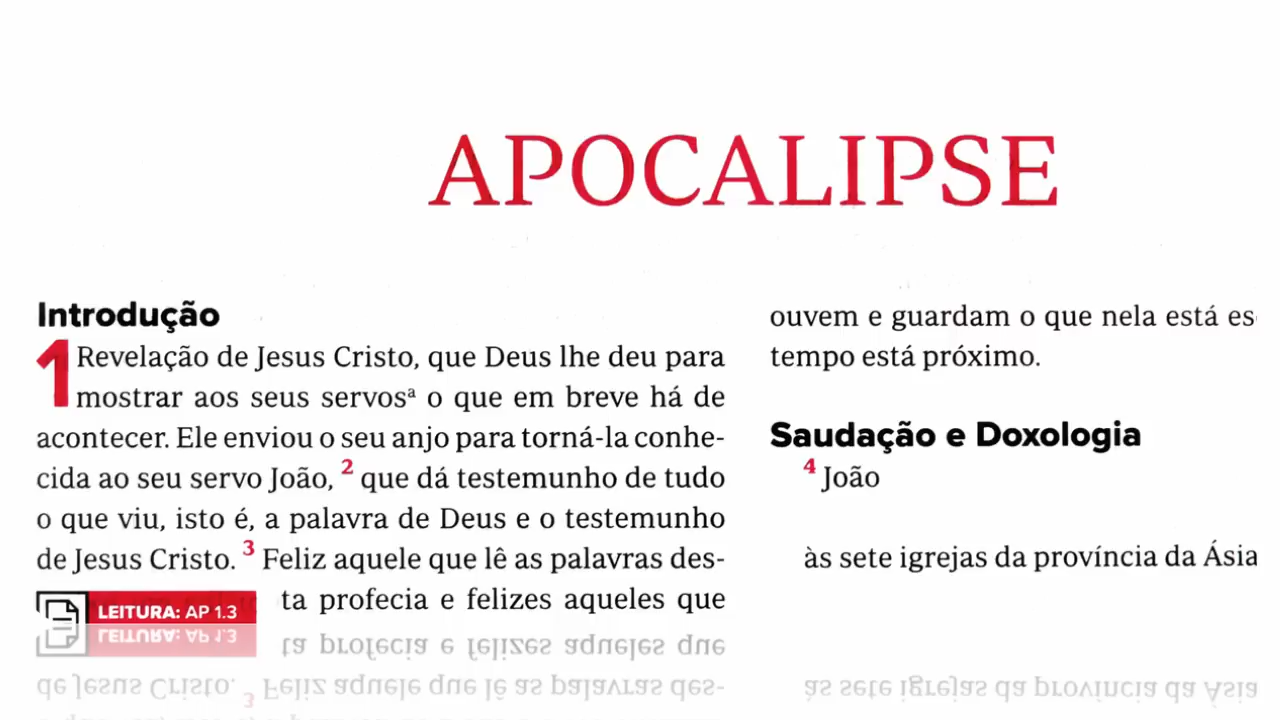 APOCALIPSE
Introdução
1 Revelação de Jesus Cristo, que Deus lhe deu para
mostrar aos seus servosª o que em breve há de
acontecer. Ele enviou o seu anjo para torná-la conhe-
cida ao seu servo João, 2 que dá testemunho de tudo
o que viu, isto é, a palavra de Deus e o testemunho
de Jesus Cristo. 3 Feliz aquele que lê as palavras des-
ta profecia e felizes aqueles que
LEITURA: AP 1.3
ouvem e guardam o que nela está es
tempo está próximo.
Saudação e Doxologia
4 João
às sete igrejas da província da Ásia